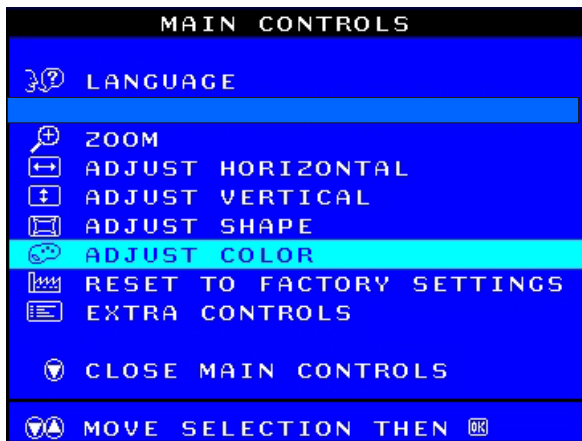 MAIN CONTROLS
LANGUAGE
ZOOM
ADJUST HORIZONTAL
ADJUST VERTICAL
ADJUST SHAPE
ADJUST COLOR
RESET TO FACTORY SETTINGS
EXTRA CONTROLS
CLOSE MAIN CONTROLS
MOVE SELECTION THEN OK